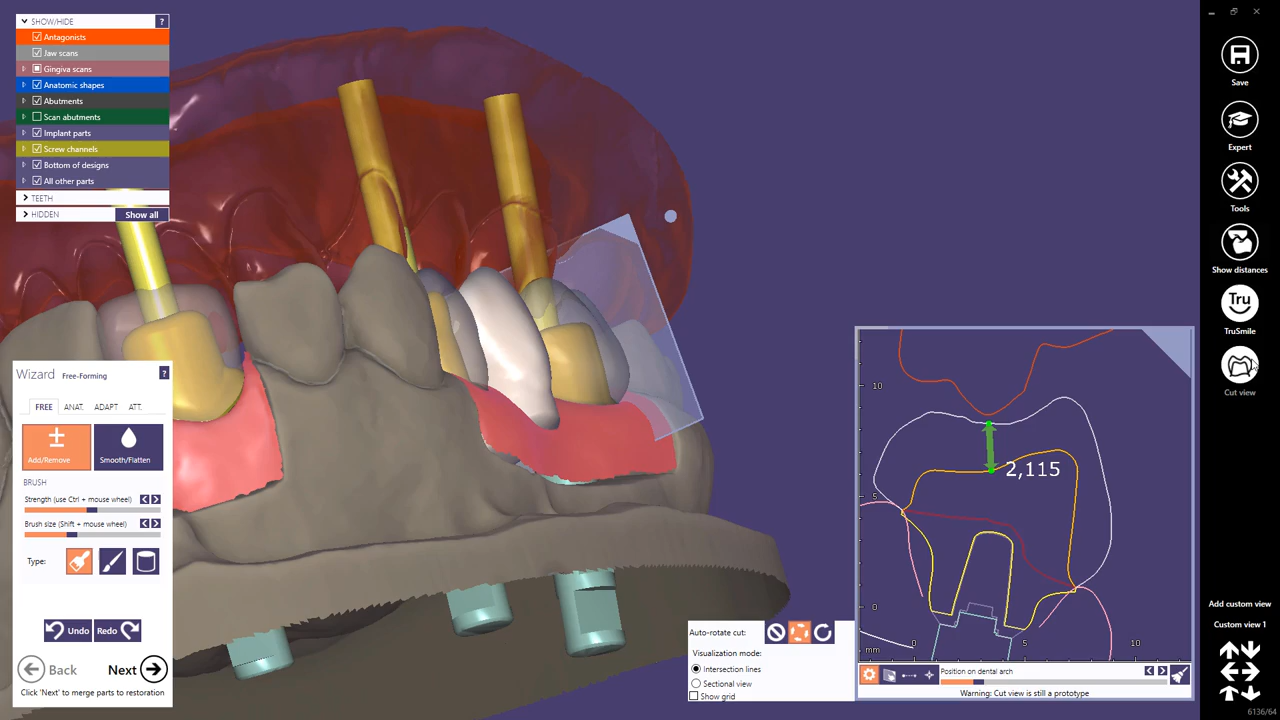 SHOW/HIDE ?
Antagonists
Jaw scans
Gingiva scans
Anatomic shapes
Abutments
Scan abutments
Implant parts
Screw channels
Bottom of designs
All other parts
TEETH
HIDDEN Show all
Wizard Free-Forming ?
FREE ANAT. ADAPT ATT.
Add/Remove Smooth/Flatten
BRUSH
Strength (use Ctrl + mouse wheel)
Brush size (Shift + mouse wheel)
Type:
Undo Redo
Back Next
Click 'Next' to merge parts to restoration
Auto-rotate cut:
Visualization mode:
Intersection lines
Sectional view
Show grid
10
5
0
mm
0 5 10
2,115
Position on dental arch
Warning: Cut view is still a prototype
Save
Expert
Tools
Show distances
Tru
TruSmile
Cut view
Add custom view
Custom view 1
6136/64